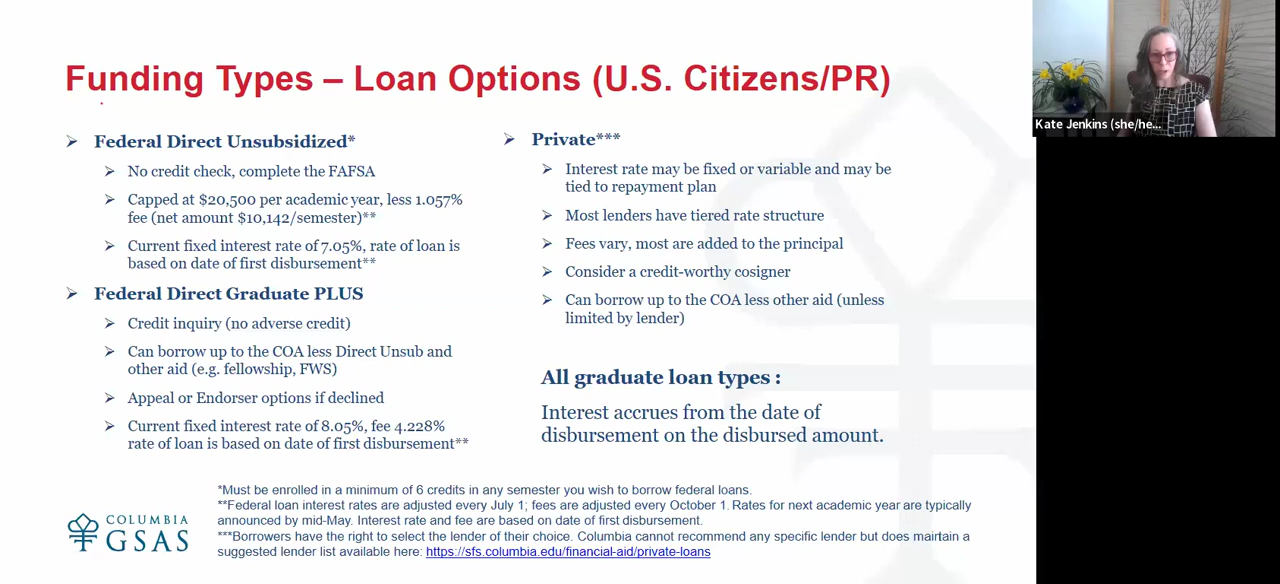 Funding Types – Loan Options (U.S. Citizens/PR)
Federal Direct Unsubsidized*
No credit check, complete the FAFSA
Capped at $20,500 per academic year, less 1.057%
fee (net amount $10,142/semester)**
Current fixed interest rate of 7.05%, rate of loan is
based on date of first disbursement**
Federal Direct Graduate PLUS
Credit inquiry (no adverse credit)
Can borrow up to the COA less Direct Unsub and
other aid (e.g. fellowship, FWS)
Appeal or Endorser options if declined
Current fixed interest rate of 8.05%, fee 4.228%
rate of loan is based on date of first disbursement**
Private***
Interest rate may be fixed or variable and may be
tied to repayment plan
Most lenders have tiered rate structure
Fees vary, most are added to the principal
Consider a credit-worthy cosigner
Can borrow up to the COA less other aid (unless
limited by lender)
All graduate loan types :
Interest accrues from the date of
disbursement on the disbursed amount.
*Must be enrolled in a minimum of 6 credits in any semester you wish to borrow federal loans.
**Federal loan interest rates are adjusted every July 1; fees are adjusted every October 1. Rates for next academic year are typically
announced by mid-May. Interest rate and fee are based on date of first disbursement.
***Borrowers have the right to select the lender of their choice. Columbia cannot recommend any specific lender but does maintain a
suggested lender list available here: https://sfs.columbia.edu/financial-aid/private-loans
COLUMBIA
GSAS
Kate Jenkins (she/he...